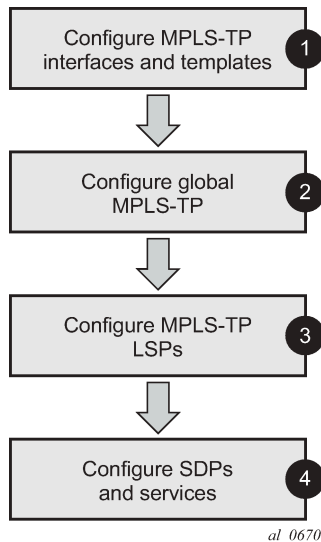 Configure MPLS-TP
interfaces and templates
1
Configure global
MPLS-TP
2
Configure MPLS-TP
LSPs
3
Configure SDPs
and services
4
al_0670